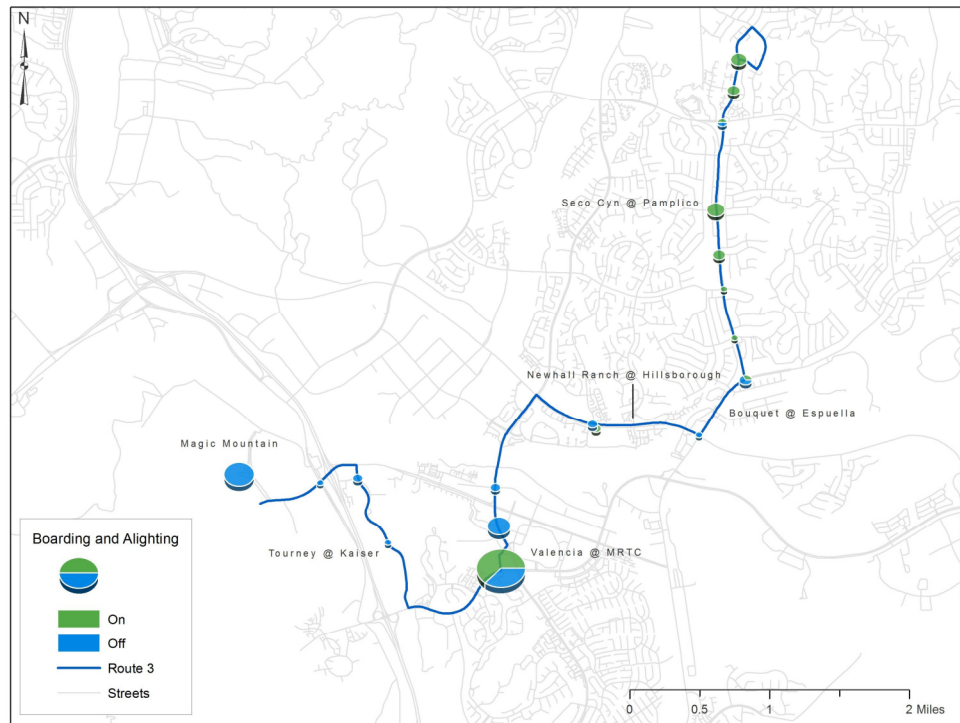 N
Seco Cyn @ Pamplico
Newhall Ranch @ Hillsborough
Bouquet @ Espuella
Magic Mountain
Tourney @ Kaiser
Valencia @ MRTC
Boarding and Alighting
On
Off
Route 3
Streets
0 0.5 1 2 Miles